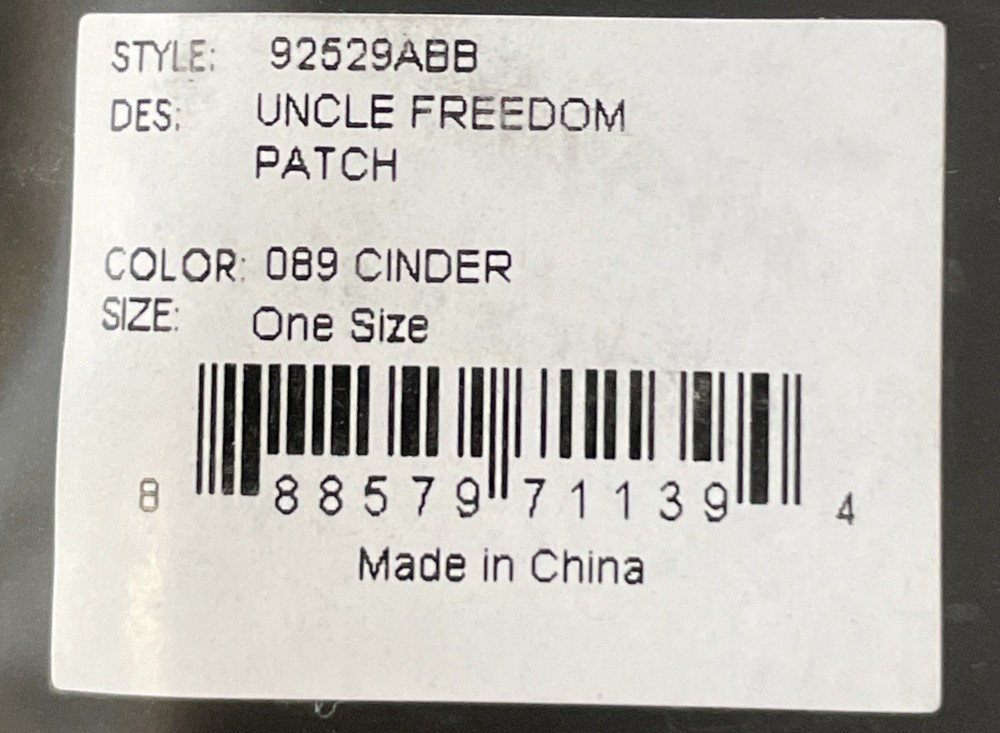 STYLE: 92529ABB
DES: UNCLE FREEDOM
PATCH
COLOR: 089 CINDER
SIZE: One Size
8 88579 71139 4
Made in China